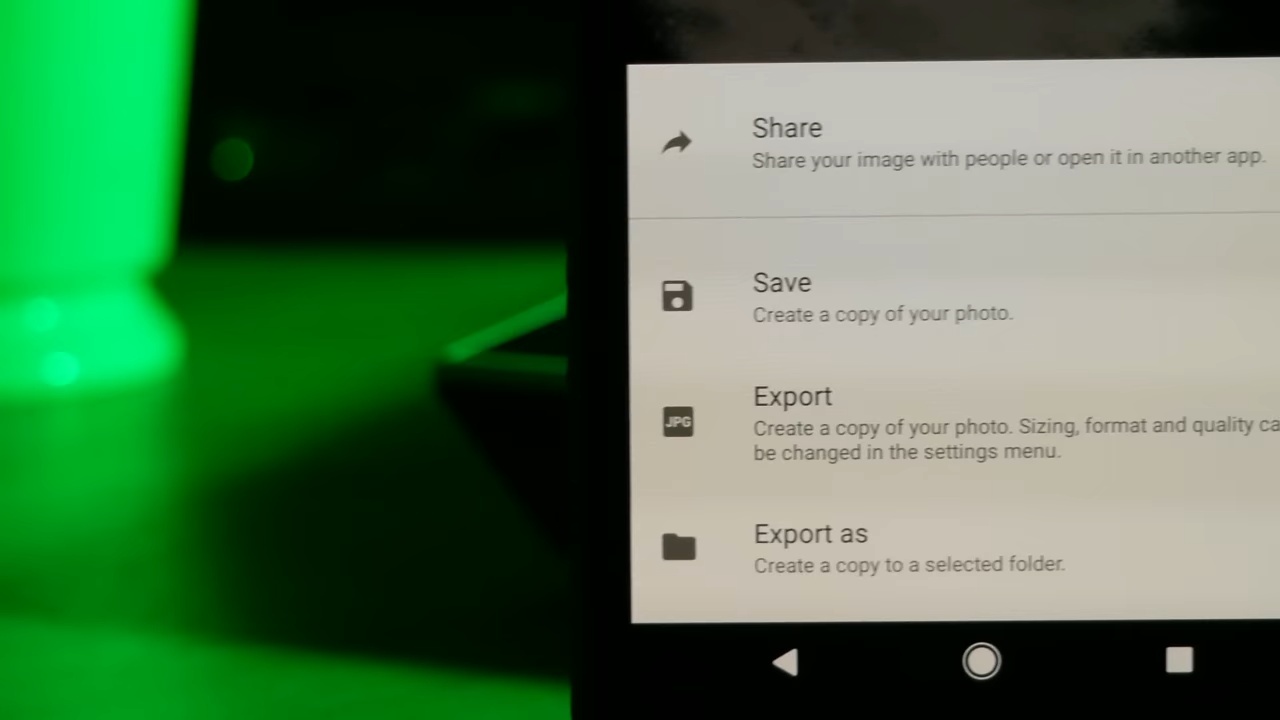 Share
Share your image with people or open it in another app.
Save
Create a copy of your photo.
JPG
Export
Create a copy of your photo. Sizing, format and quality ca
be changed in the settings menu.
Export as
Create a copy to a selected folder.